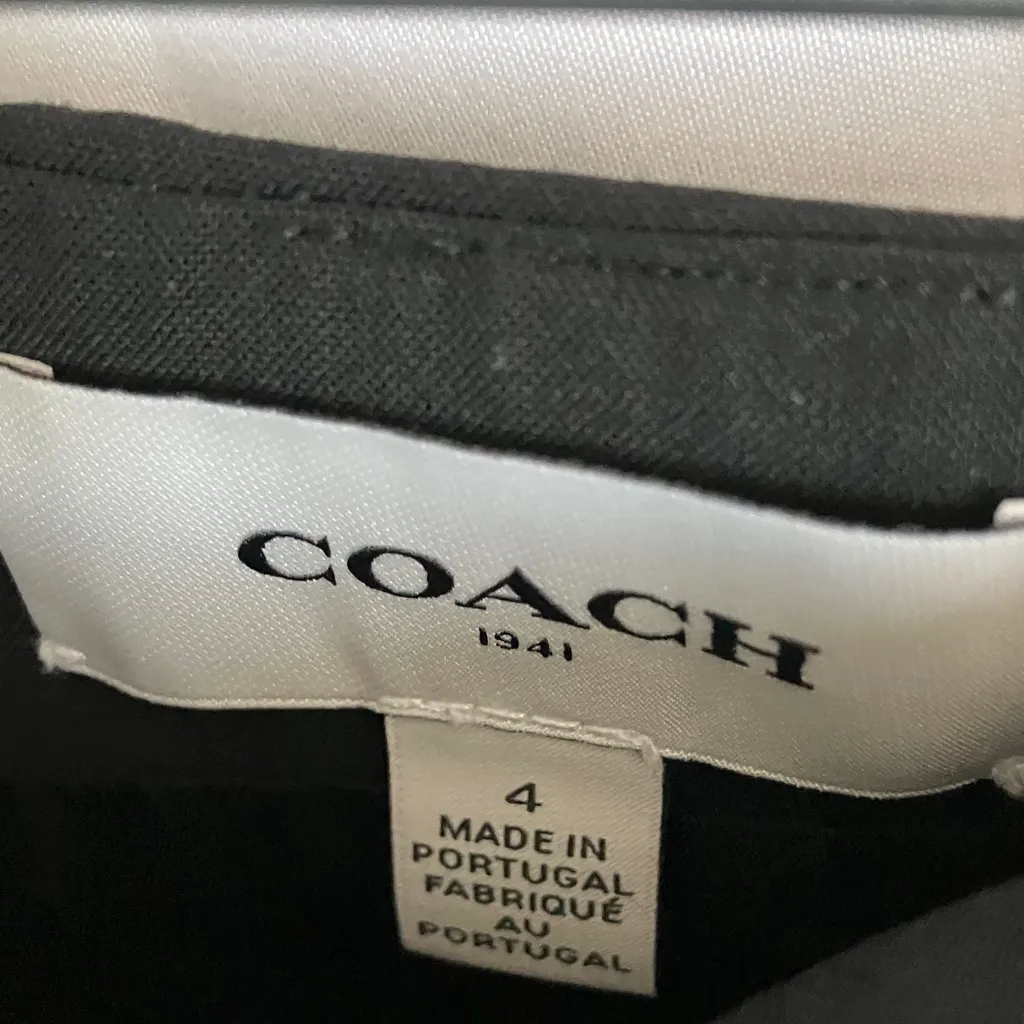 COACH
1941
4
MADE IN
PORTUGAL
FABRIQUÉ
AU
PORTUGAL